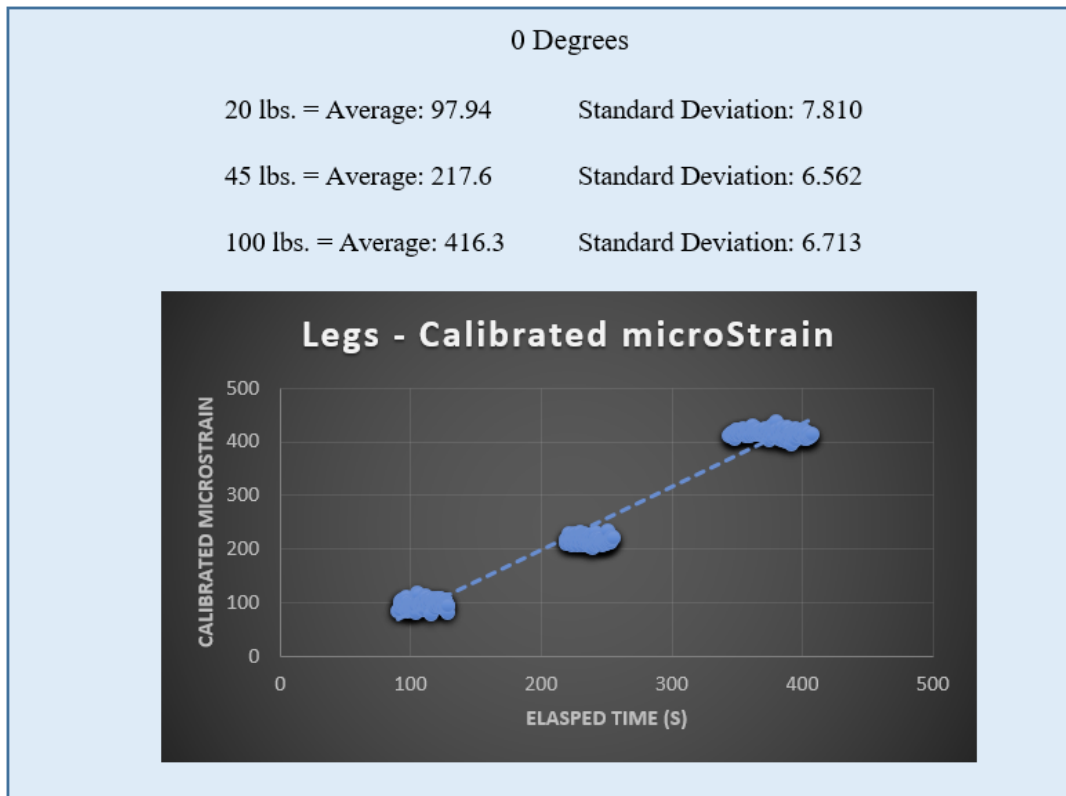 0 Degrees
20 lbs. = Average: 97.94 Standard Deviation: 7.810
45 lbs. = Average: 217.6 Standard Deviation: 6.562
100 lbs. = Average: 416.3 Standard Deviation: 6.713
Legs - Calibrated microStrain
CALIBRATED MICROSTRAIN
500
400
300
200
100
0
0 100 200 300 400 500
ELASPED TIME (S)